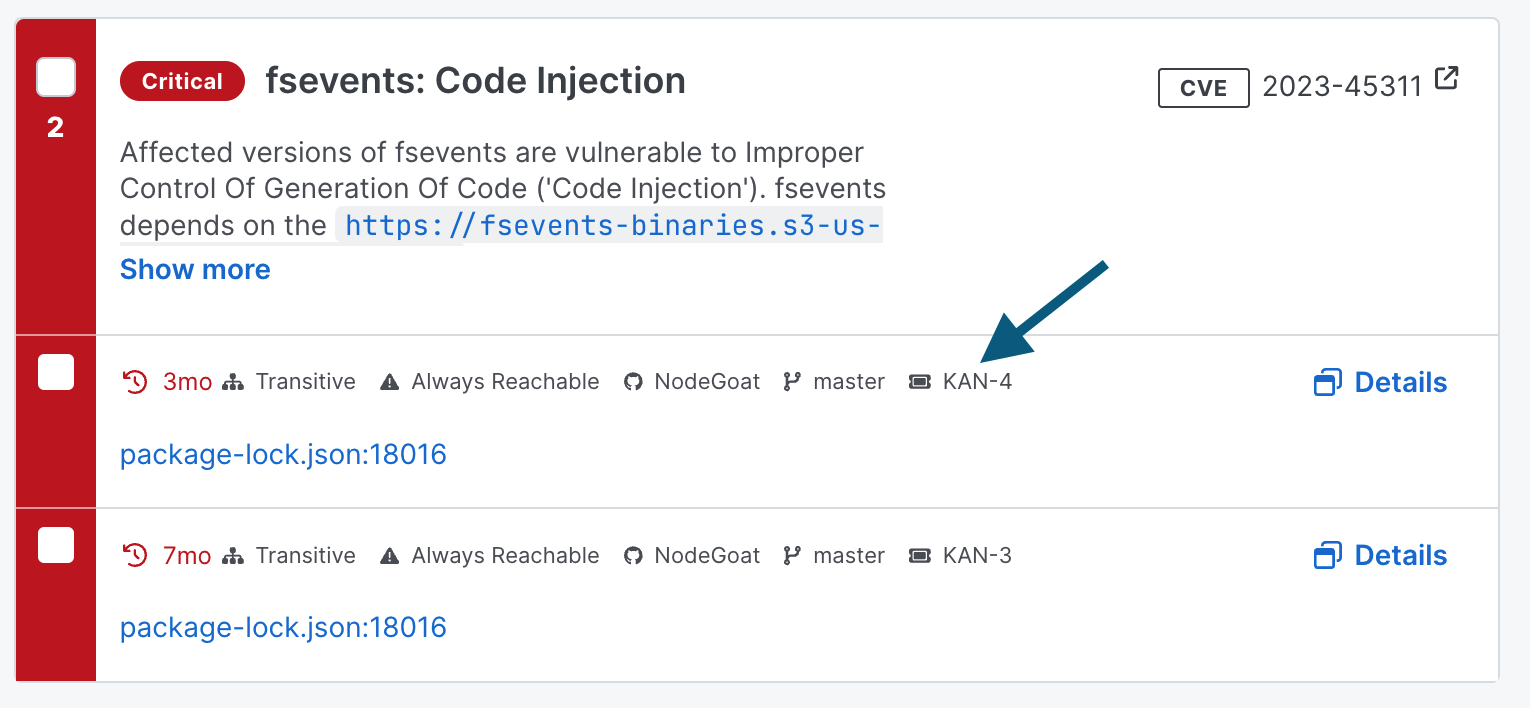 Critical fsevents: Code Injection CVE 2023-45311
2
Affected versions of fsevents are vulnerable to Improper
Control Of Generation Of Code ('Code Injection'). fsevents
depends on the https://fsevents-binaries.s3-us-
Show more
3mo Transitive Always Reachable NodeGoat master KAN-4 Details
package-lock.json:18016
7mo Transitive Always Reachable NodeGoat master KAN-3 Details
package-lock.json:18016